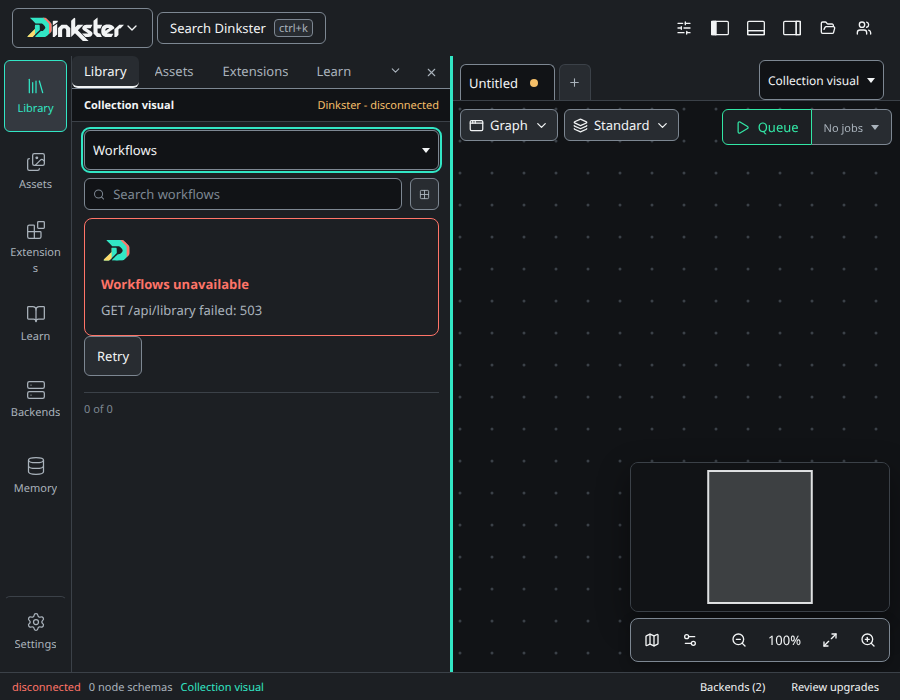 Dinkster
Search Dinkster ctrl+k
Library Assets Extensions Learn
Untitled
Collection visual
Collection visual Dinkster - disconnected
Graph Standard Queue No jobs
Workflows
Search workflows
Workflows unavailable
GET /api/library failed: 503
Retry
0 of 0
Library
Assets
Extension
s
Learn
Backends
Memory
Settings
100%
disconnected 0 node schemas Collection visual
Backends (2) Review upgrades